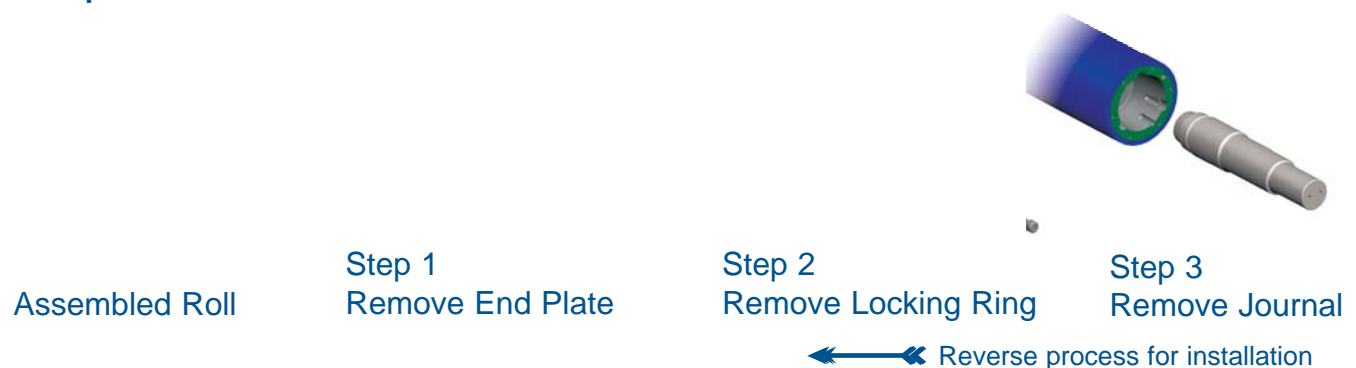 Assembled Roll
Step 1
Remove End Plate
Step 2
Remove Locking Ring
Step 3
Remove Journal
Reverse process for installation